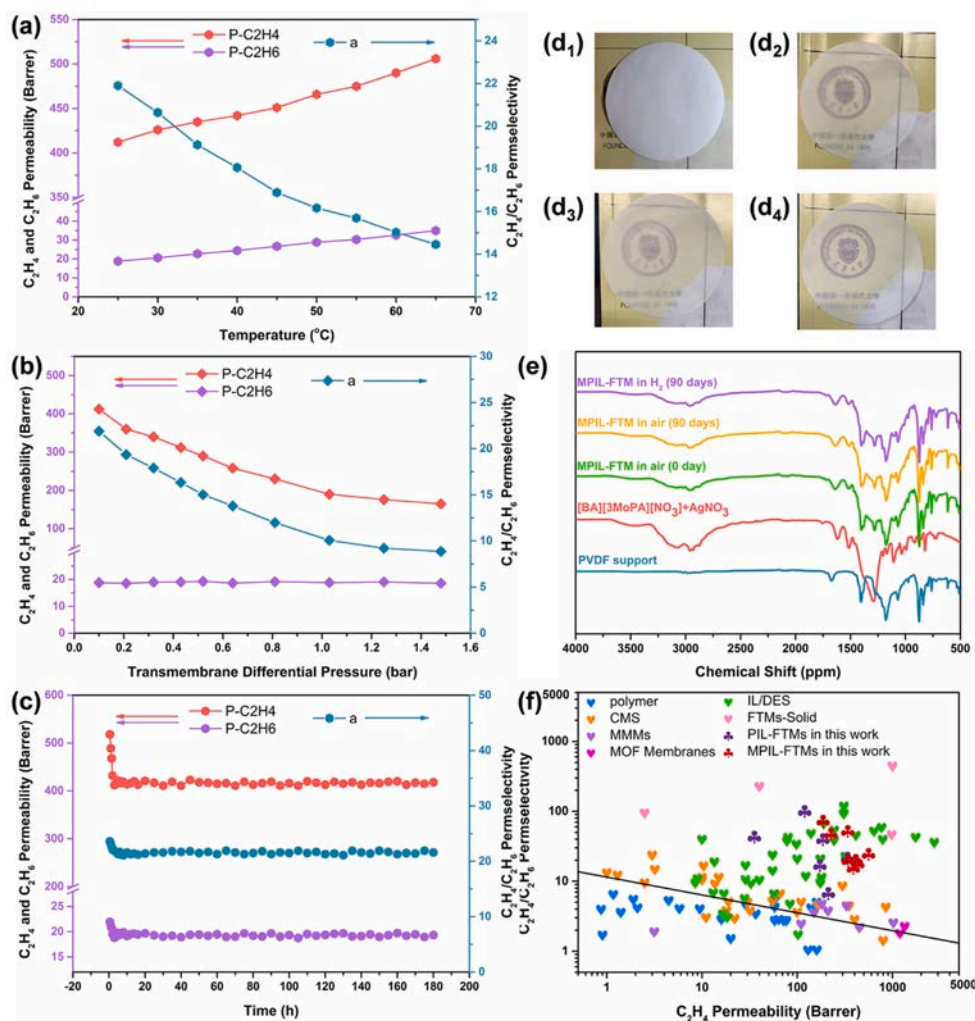 (a)
P-C2H4
P-C2H6
a
C₂H₄ and C₂H₆ Permeability (Barrer)
550
500
450
400
350
50
40
30
20
10
0
C₂H₄/C₂H₆ Permselectivity
24
22
20
18
16
14
12
20 30 40 50 60 70
Temperature (°C)
(d₁)
(d₂)
(d₃)
(d₄)
FOUNDED IN 1895
(b)
P-C2H4
P-C2H6
a
C₂H₄ and C₂H₆ Permeability (Barrer)
500
400
300
200
100
40
30
20
10
0
C₂H₄/C₂H₆ Permselectivity
30
25
20
15
10
5
0
0.0 0.2 0.4 0.6 0.8 1.0 1.2 1.4 1.6
Transmembrane Differential Pressure (bar)
(e)
MPIL-FTM in H₂ (90 days)
MPIL-FTM in air (90 days)
MPIL-FTM in air (0 day)
[BA][3MoPA][NO₃]+AgNO₃
PVDF support
4000 3500 3000 2500 2000 1500 1000 500
Chemical Shift (ppm)
(c)
P-C2H4
P-C2H6
a
C₂H₄ and C₂H₆ Permeability (Barrer)
600
500
400
300
200
25
20
15
C₂H₄/C₂H₆ Permselectivity
50
40
30
20
10
0
-20 0 20 40 60 80 100 120 140 160 180 200
Time (h)
(f)
polymer
CMS
MMMs
MOF Membranes
IL/DES
FTMs-Solid
PIL-FTMs in this work
MPIL-FTMs in this work
C₂H₄/C₂H₆ Permselectivity
5000
1000
100
10
1
1 10 100 1000 5000
C₂H₄ Permeability (Barrer)